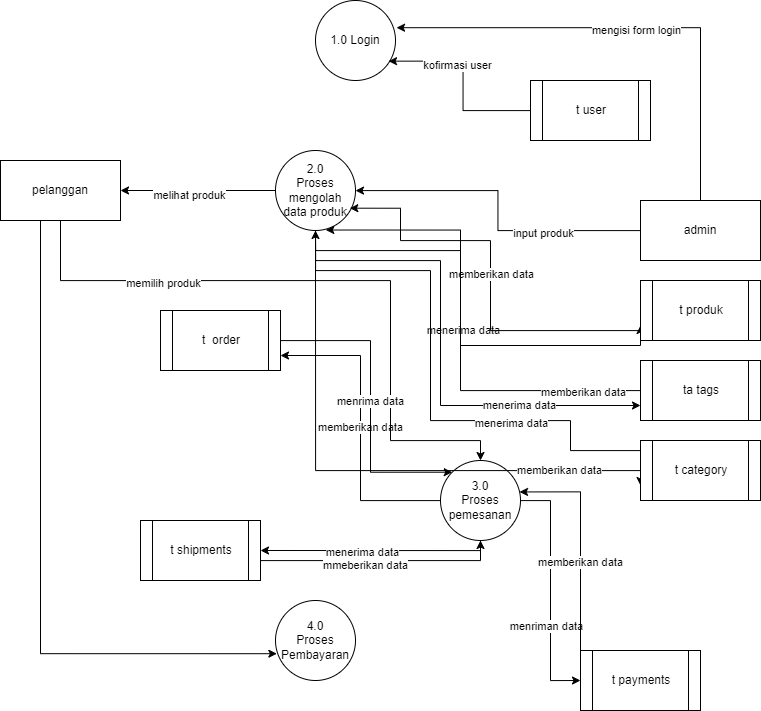 1.0 Login
mengisi form login
kofirmasi user
t user
pelanggan
melihat produk
2.0
Proses
mengolah
data produk
input produk
admin
memberikan data
memilih produk
t produk
menerima data
t order
ta tags
memberikan data
menerima data
menrima data
menerima data
memberikan data
t category
memberikan data
3.0
Proses
pemesanan
t shipments
menerima data
mmeberikan data
memberikan data
4.0
Proses
Pembayaran
menriman data
t payments